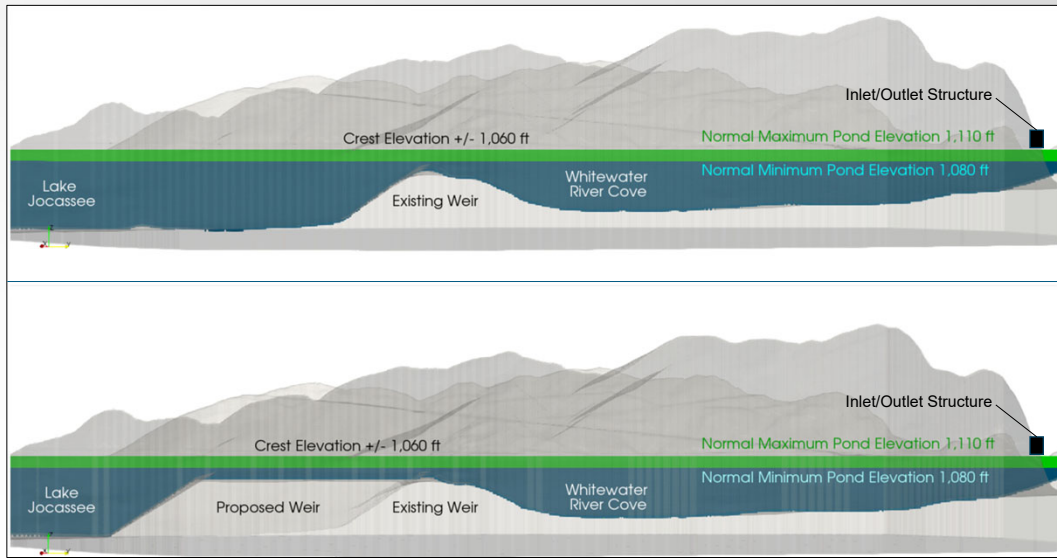 Inlet/Outlet Structure
Crest Elevation +/- 1,060 ft
Normal Maximum Pond Elevation 1,110 ft
Normal Minimum Pond Elevation 1,080 ft
Lake
Jocassee
Existing Weir
Whitewater
River Cove
Z
Y
Inlet/Outlet Structure
Crest Elevation +/- 1,060 ft
Normal Maximum Pond Elevation 1,110 ft
Normal Minimum Pond Elevation 1,080 ft
Lake
Jocassee
Proposed Weir
Existing Weir
Whitewater
River Cove
Z
Y